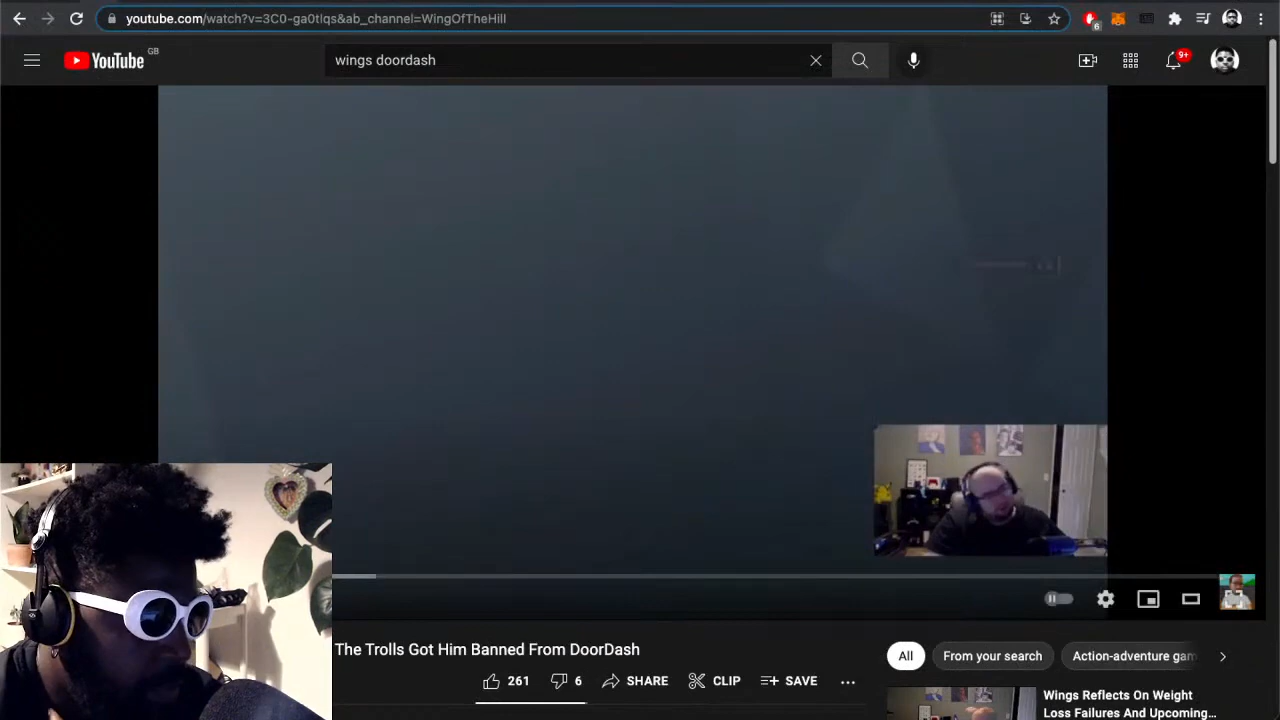 youtube.com/watch?v=3C0-ga0tlqs&ab_channel=WingOfTheHill
6
YouTube GB
wings doordash
9+
The Trolls Got Him Banned From DoorDash
261
6
SHARE
CLIP
SAVE
All
From your search
Action-adventure gam
Wings Reflects On Weight
Loss Failures And Upcoming...